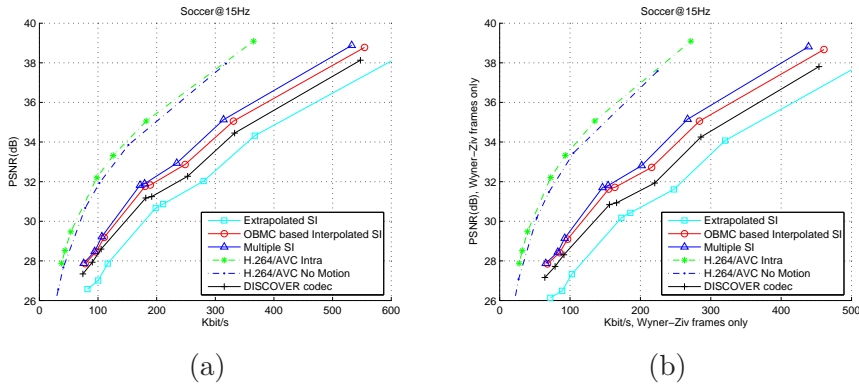 Soccer@15Hz
40
38
36
34
32
30
28
26
PSNR(dB)
0 100 200 300 400 500 600
Kbit/s
Extrapolated SI
OBMC based Interpolated SI
Multiple SI
H.264/AVC Intra
H.264/AVC No Motion
DISCOVER codec
(a)
Soccer@15Hz
40
38
36
34
32
30
28
26
PSNR(dB), Wyner−Ziv frames only
0 100 200 300 400 500
Kbit/s, Wyner−Ziv frames only
Extrapolated SI
OBMC based Interpolated SI
Multiple SI
H.264/AVC Intra
H.264/AVC No Motion
DISCOVER codec
(b)